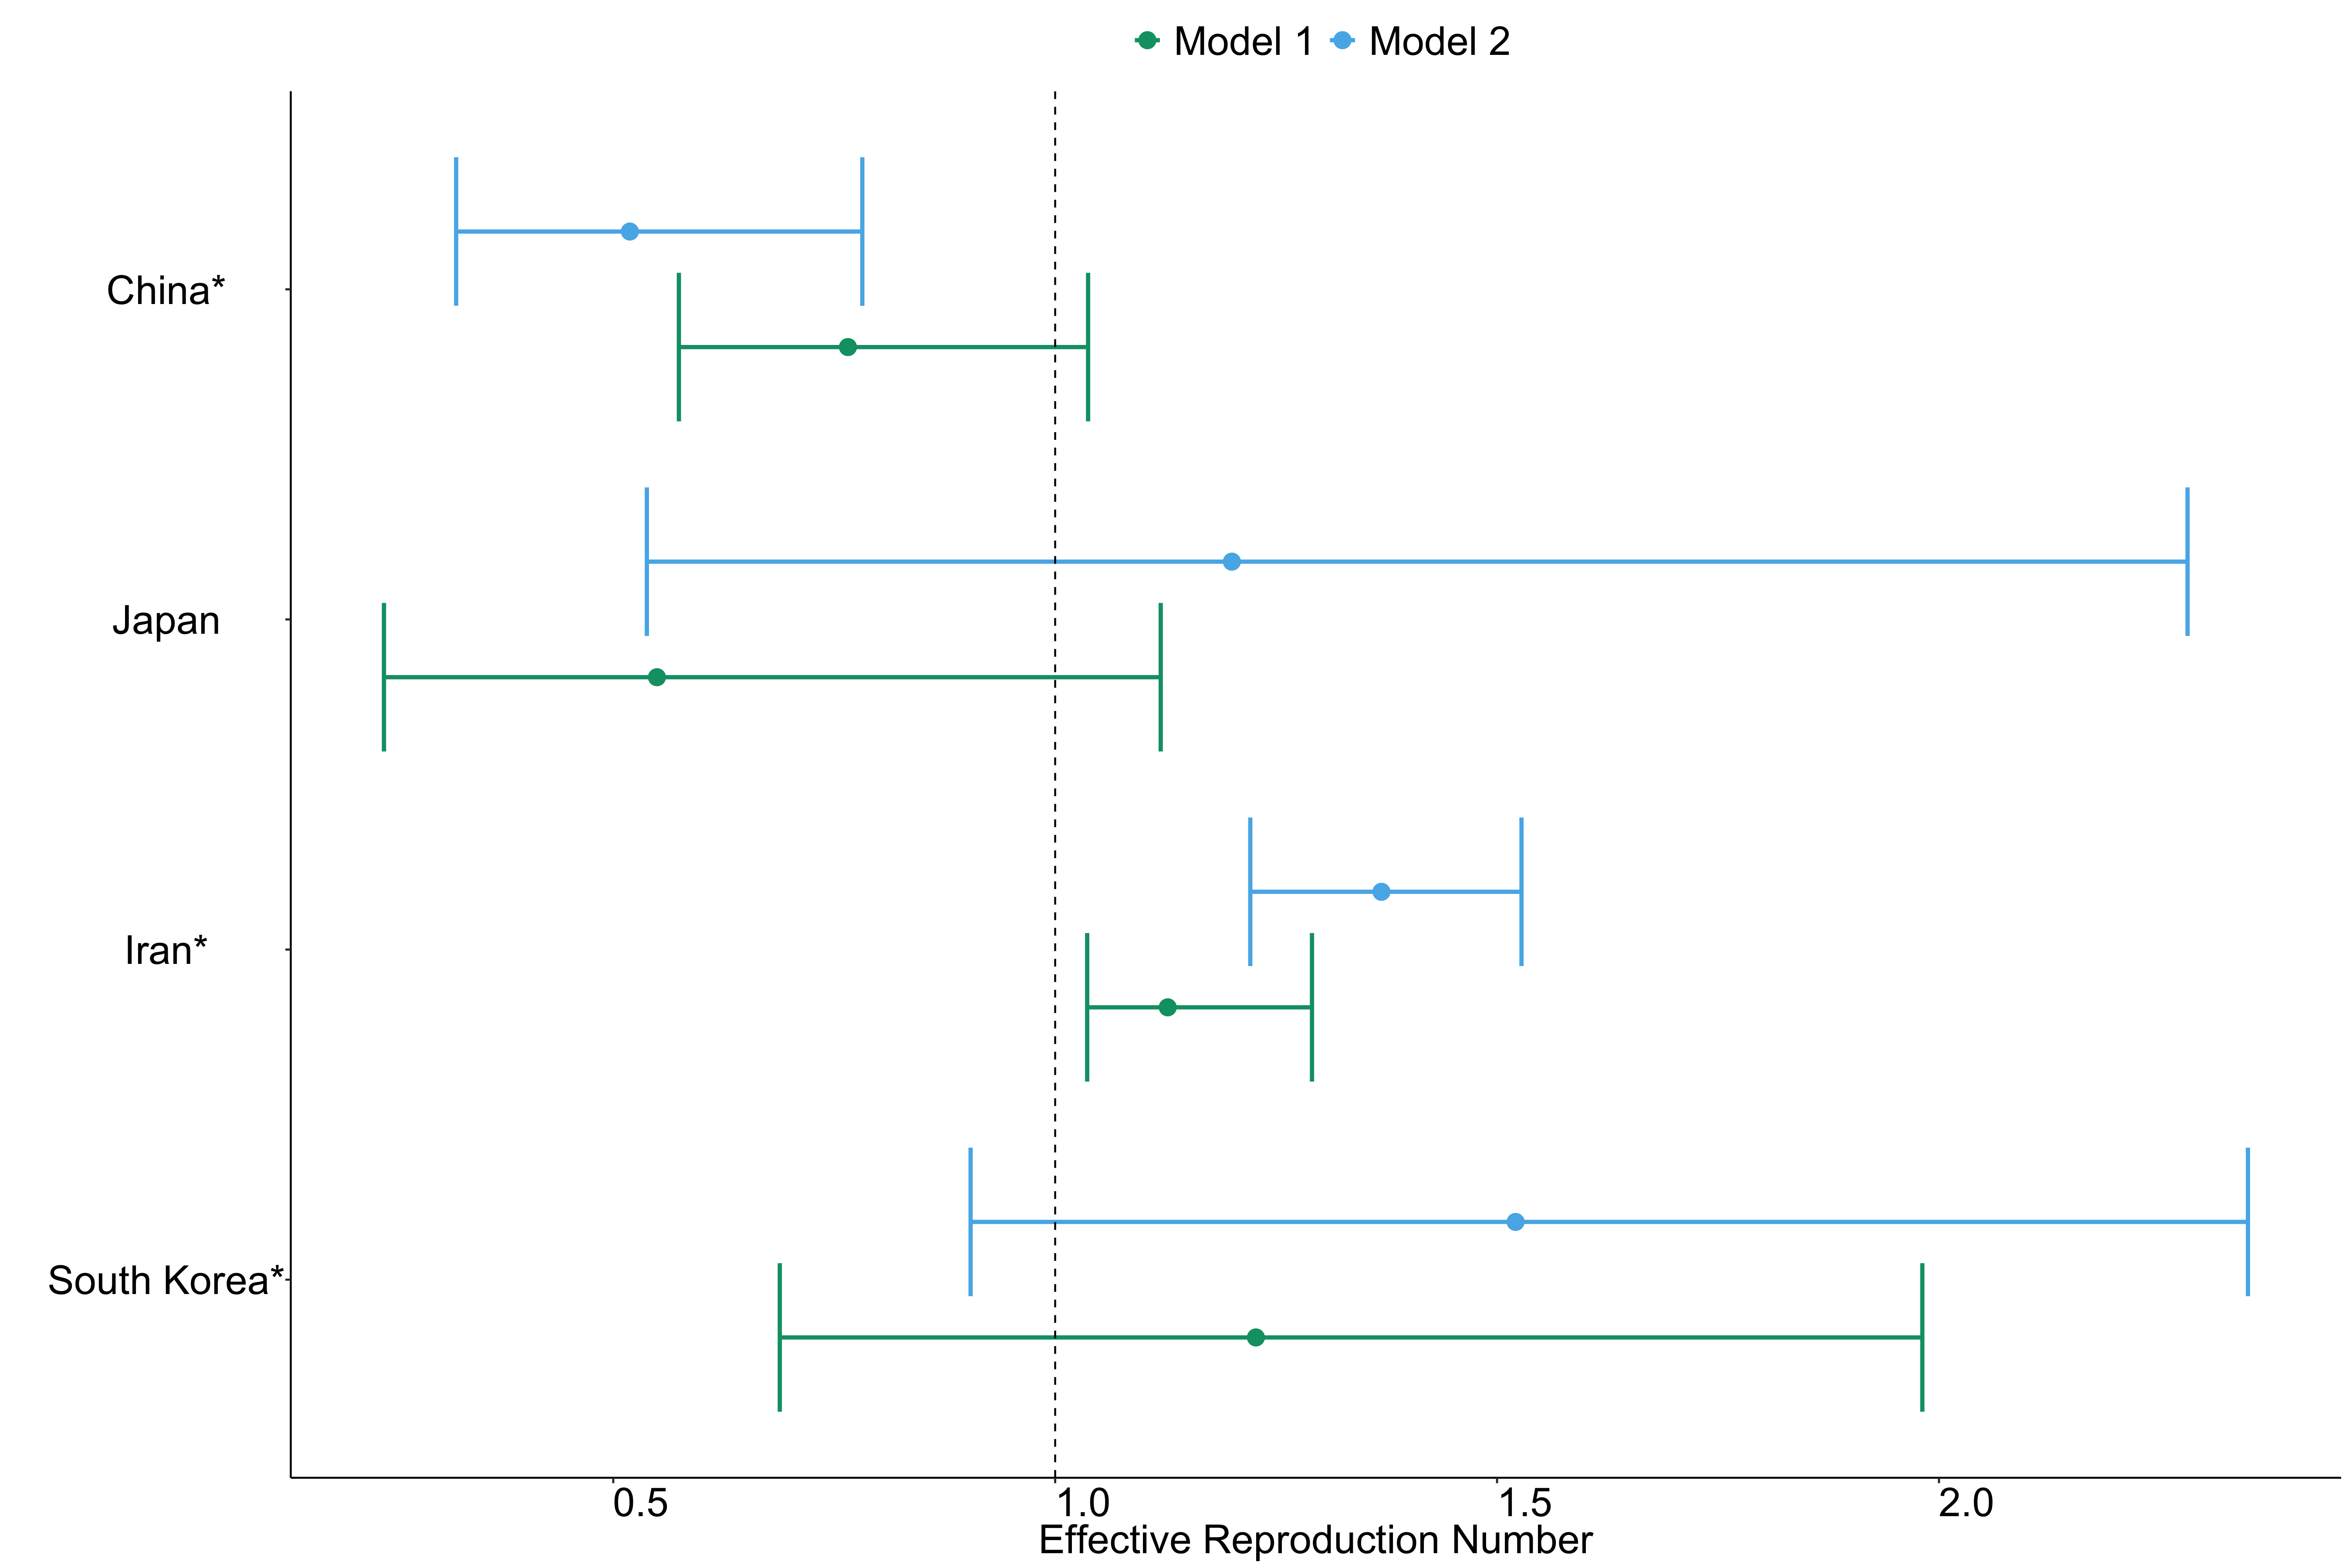 Model 1 Model 2
China*
Japan
Iran*
South Korea*
0.5 1.0 1.5 2.0
Effective Reproduction Number